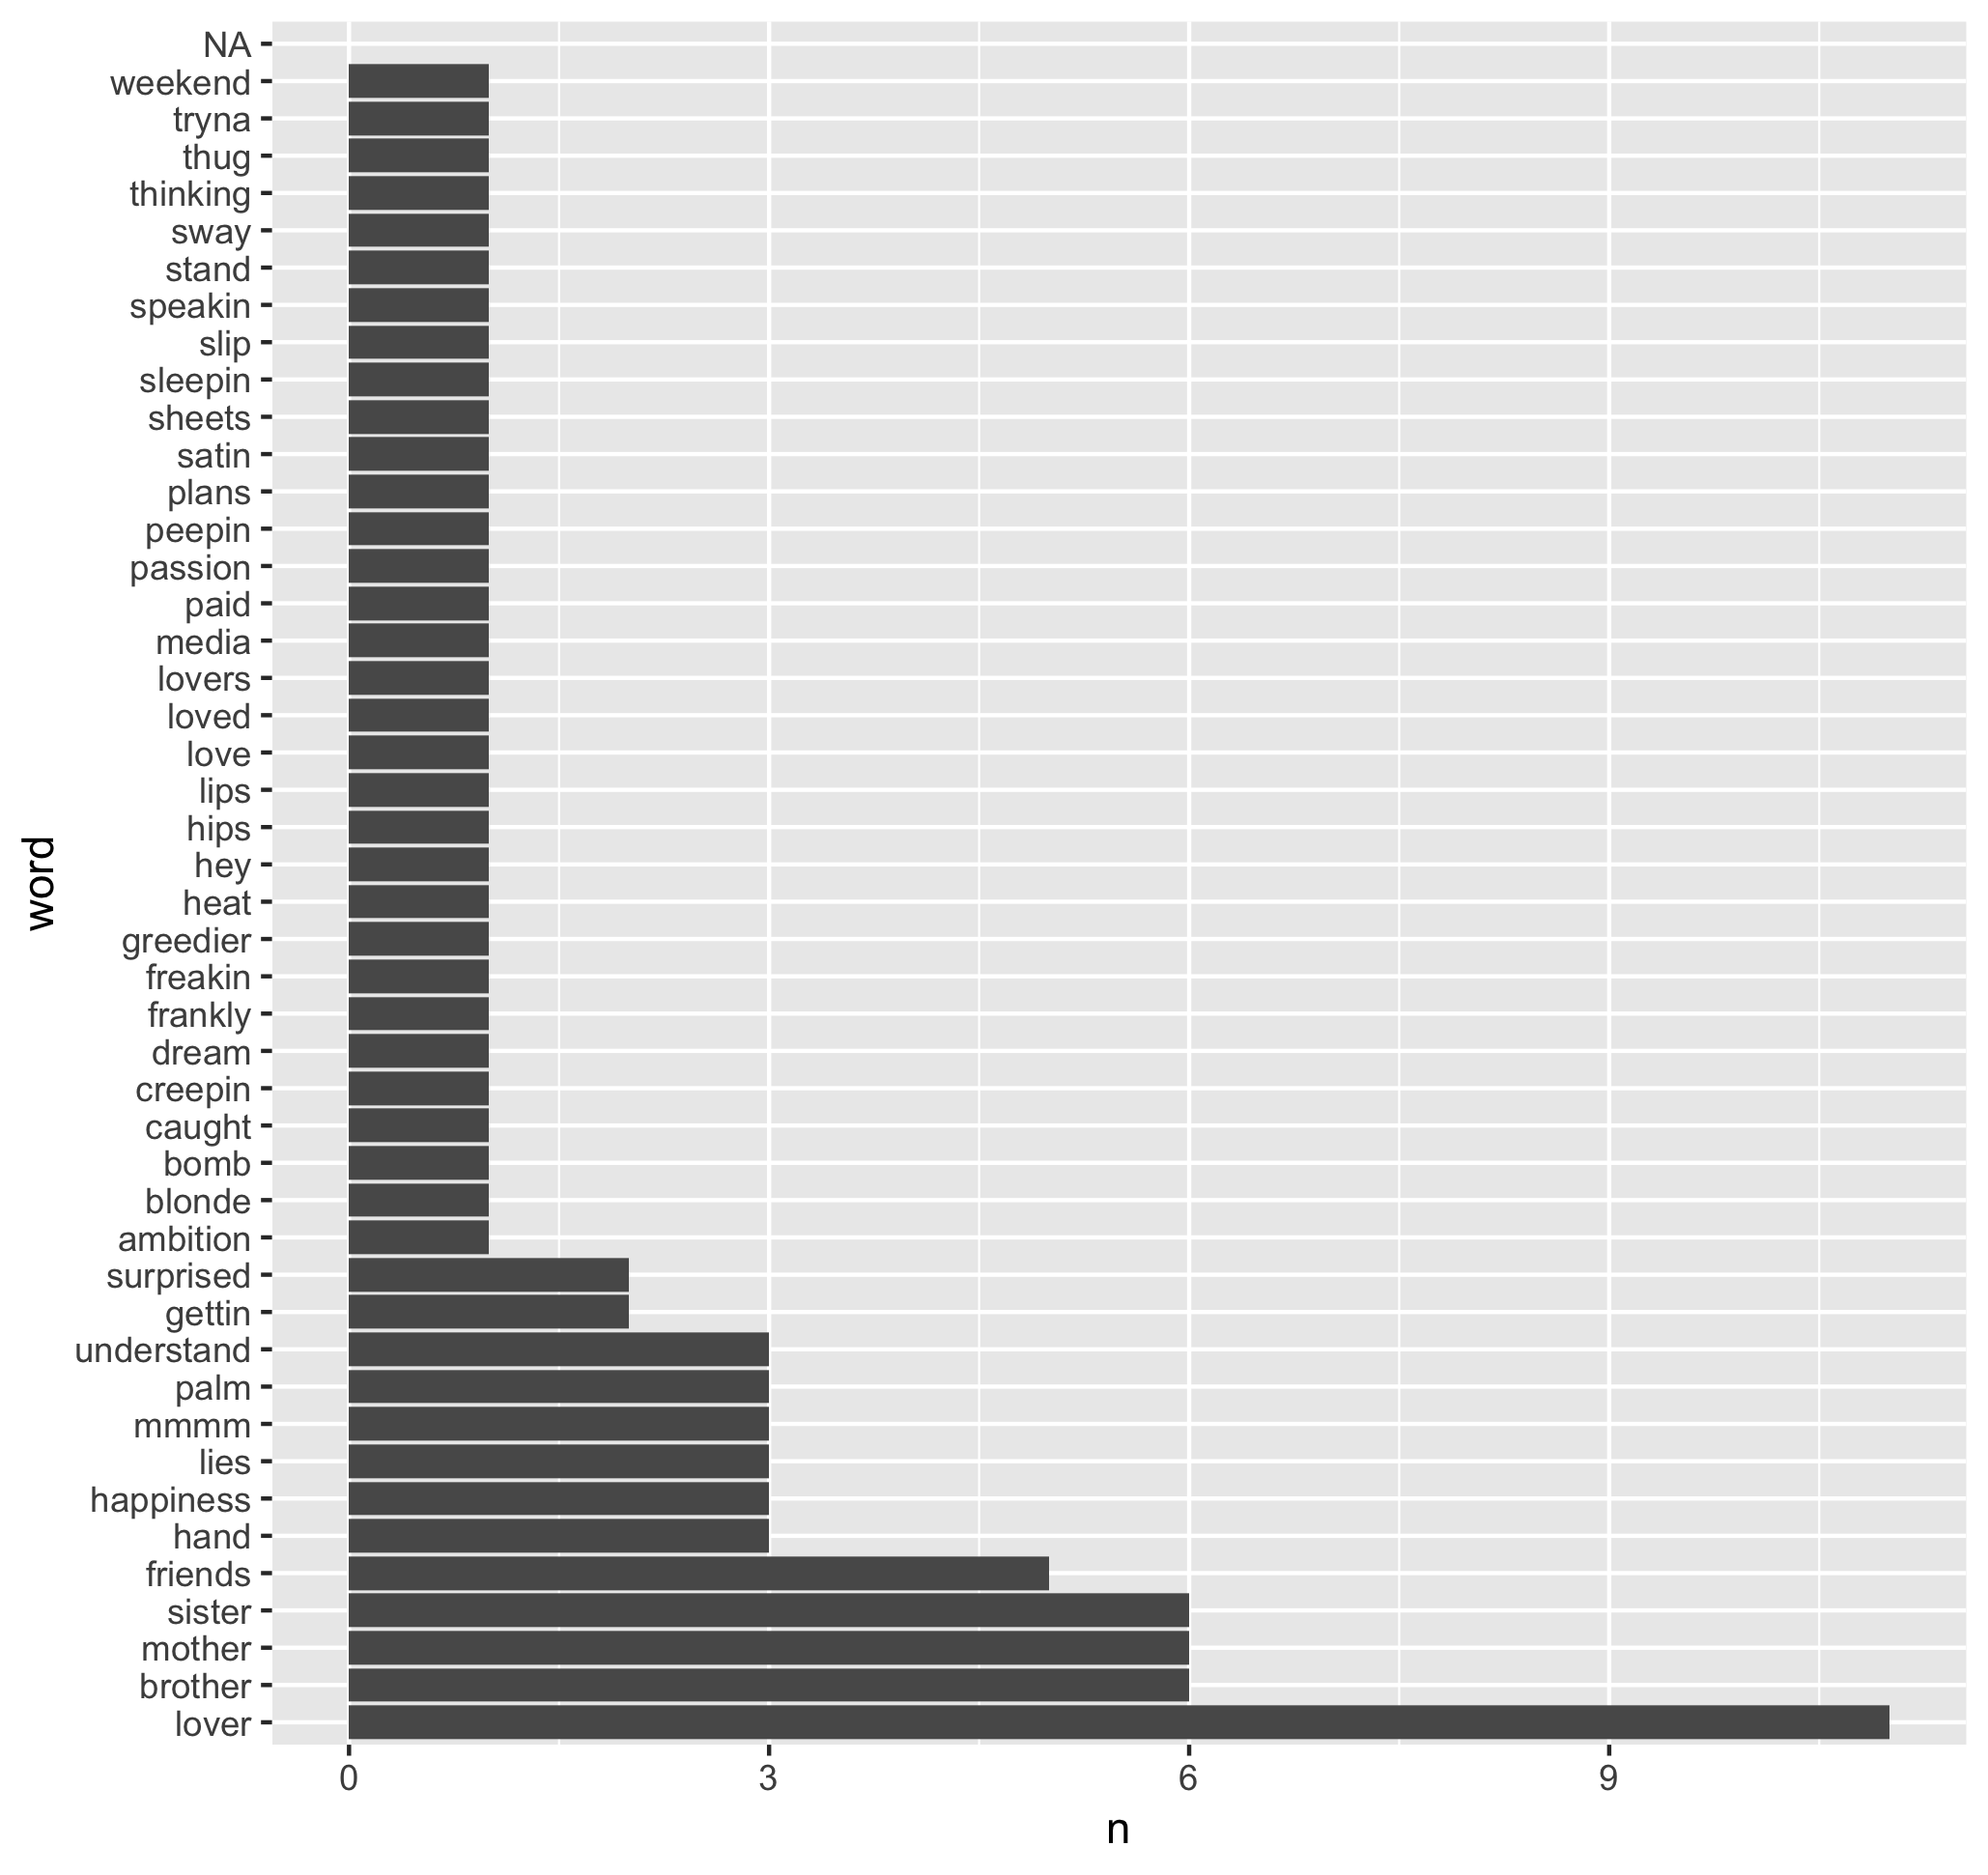 NA
weekend
tryna
thug
thinking
sway
stand
speakin
slip
sleepin
sheets
satin
plans
peepin
passion
paid
media
lovers
loved
love
lips
hips
hey
heat
greedier
freakin
frankly
dream
creepin
caught
bomb
blonde
ambition
surprised
gettin
understand
palm
mmmm
lies
happiness
hand
friends
sister
mother
brother
lover
word
0 3 6 9
n